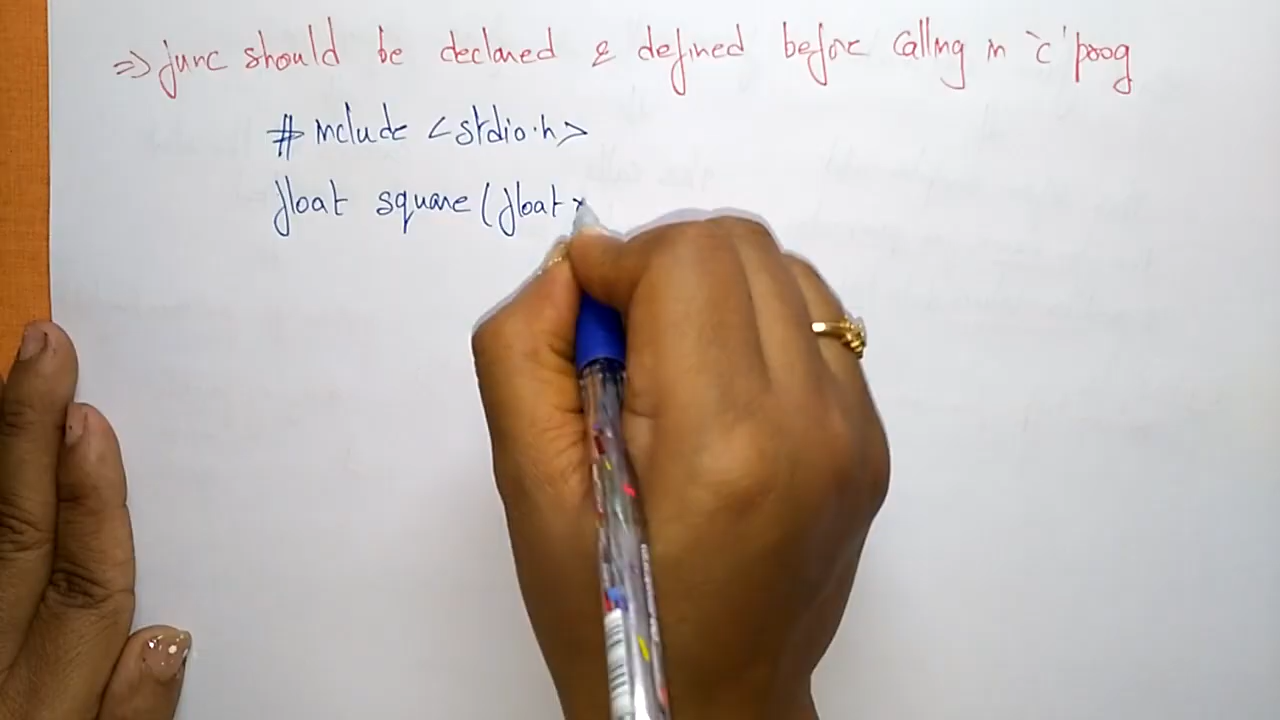 => func should be declared & defined before calling in 'c' prog
# include <stdio.h>
float square(float x